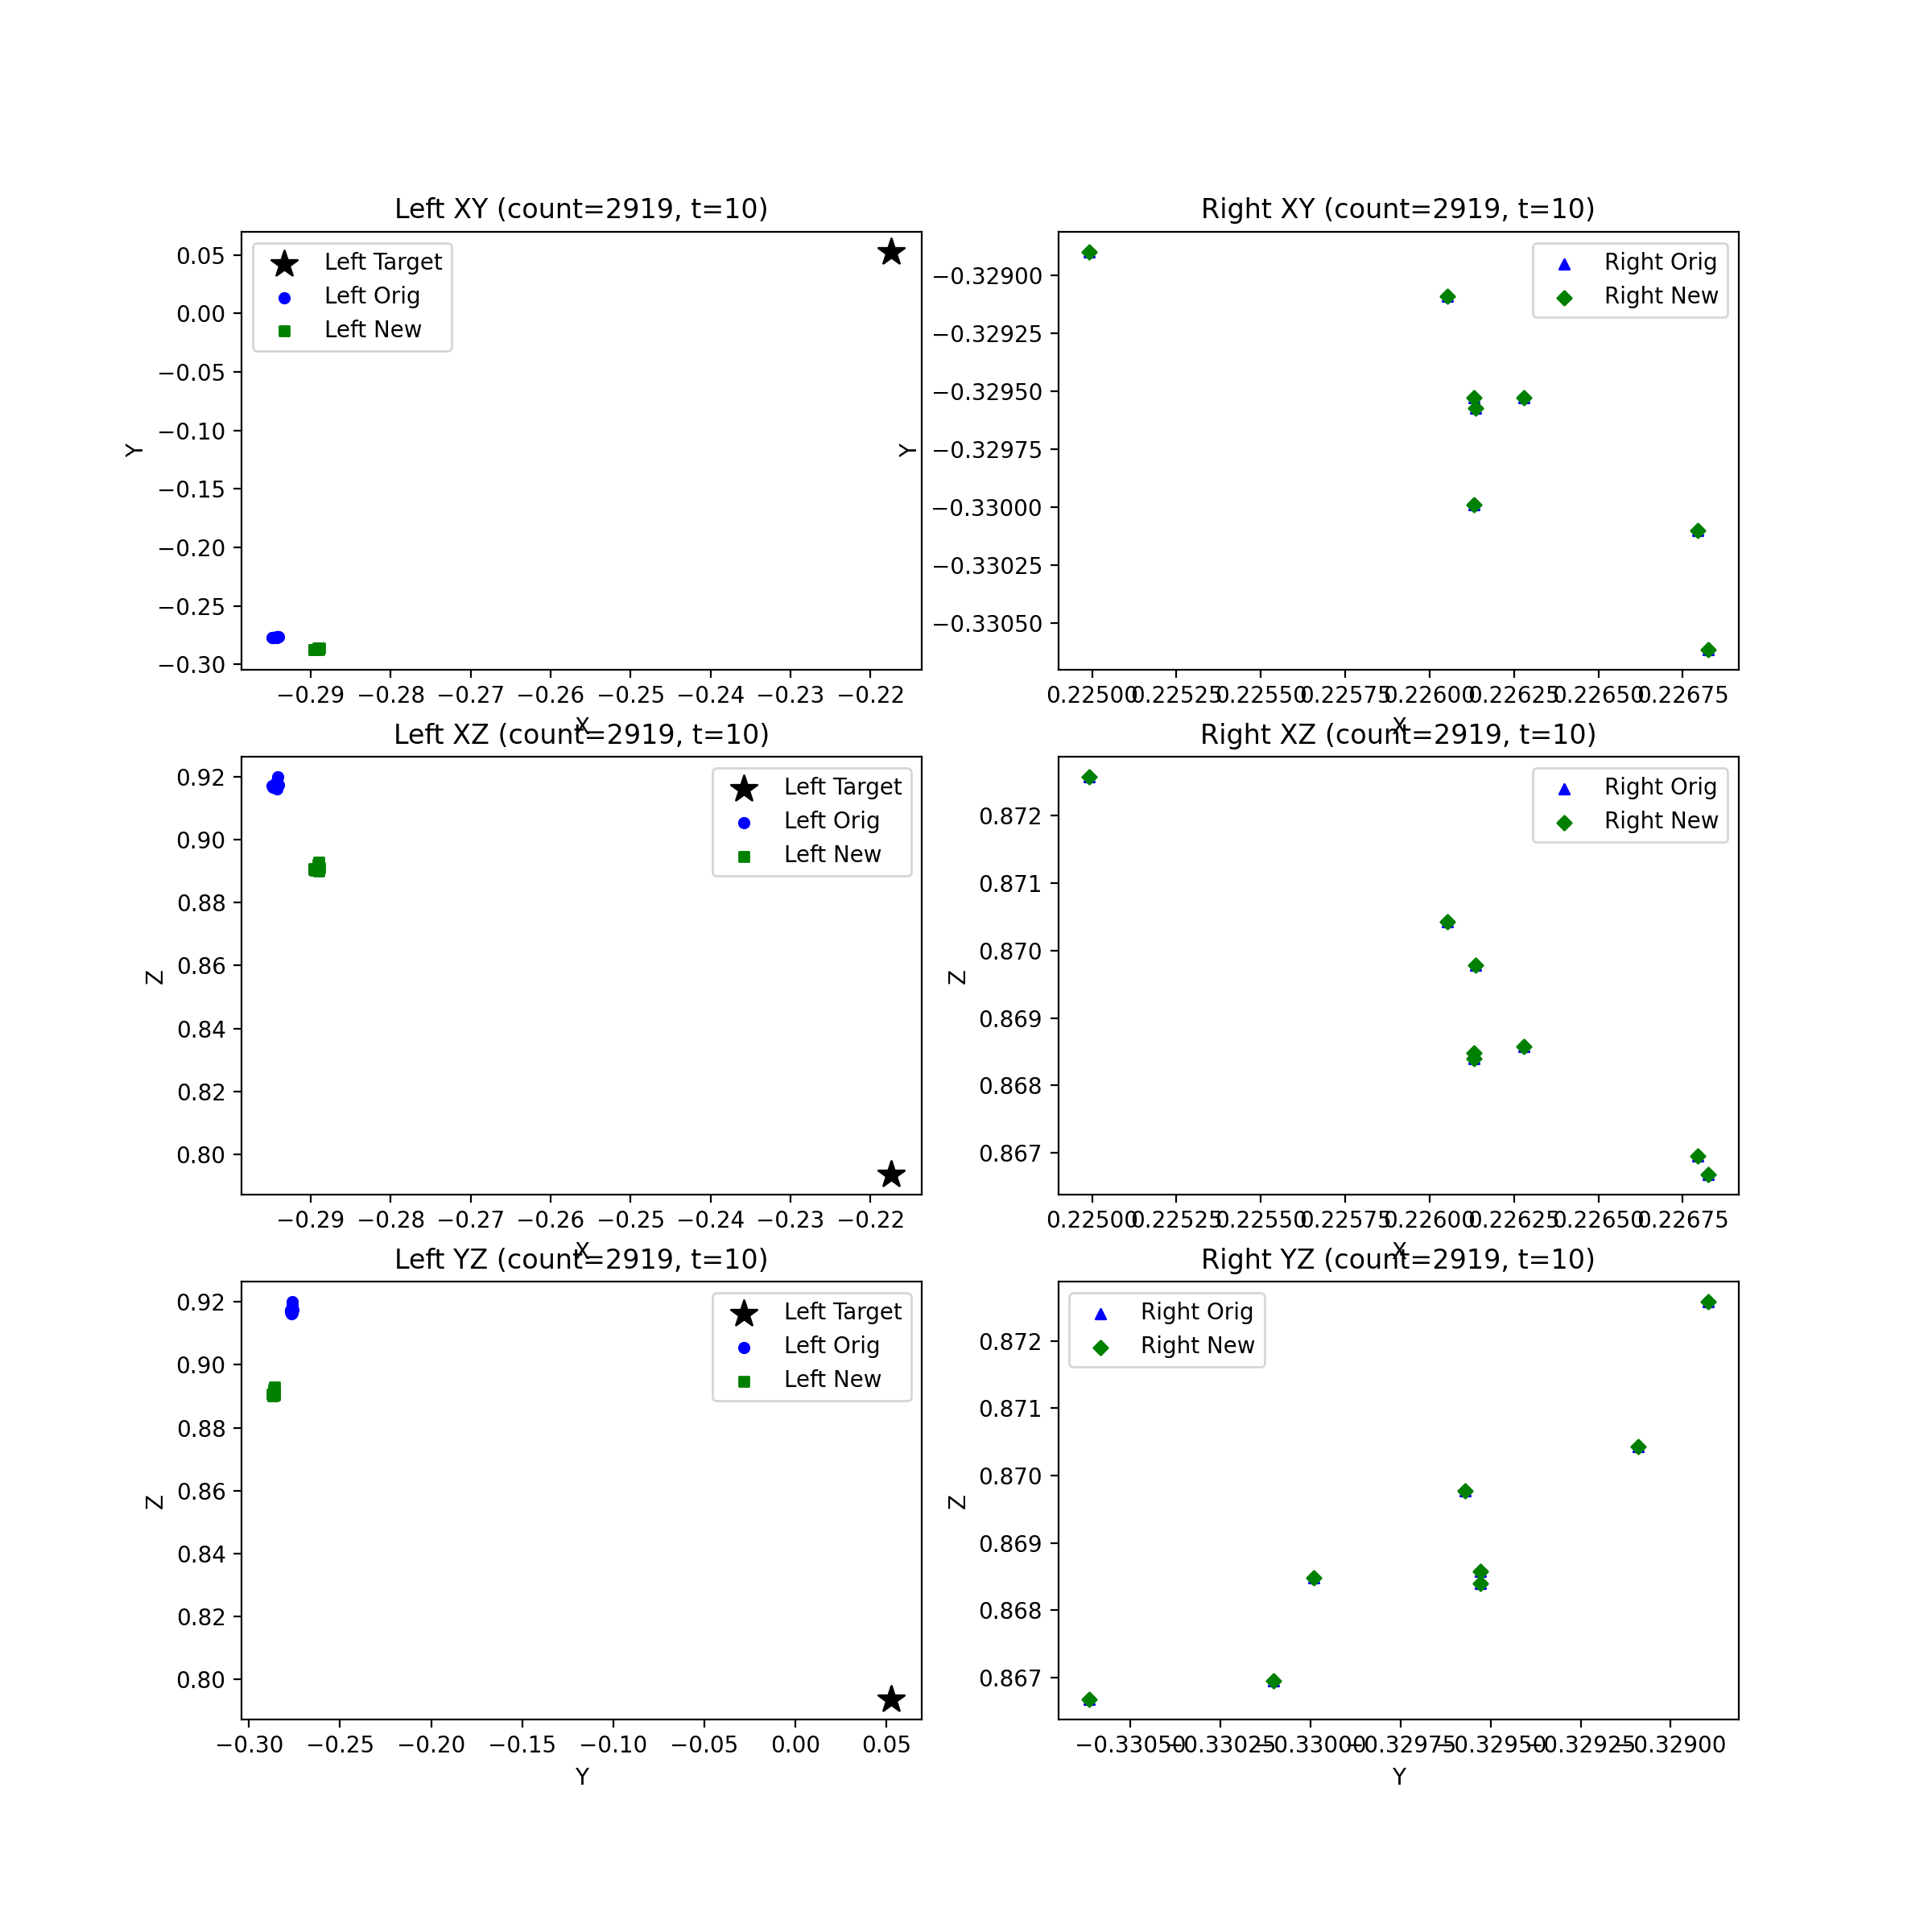 Left XY (count=2919, t=10)
Left Target
Left Orig
Left New
0.05
0.00
−0.05
−0.10
−0.15
−0.20
−0.25
−0.30
Y
−0.29 −0.28 −0.27 −0.26 −0.25 −0.24 −0.23 −0.22
X
Right XY (count=2919, t=10)
Right Orig
Right New
−0.32900
−0.32925
−0.32950
−0.32975
−0.33000
−0.33025
−0.33050
Y
0.22500 0.22525 0.22550 0.22575 0.22600 0.22625 0.22650 0.22675
X
Left XZ (count=2919, t=10)
Left Target
Left Orig
Left New
0.92
0.90
0.88
0.86
0.84
0.82
0.80
Z
−0.29 −0.28 −0.27 −0.26 −0.25 −0.24 −0.23 −0.22
X
Right XZ (count=2919, t=10)
Right Orig
Right New
0.872
0.871
0.870
0.869
0.868
0.867
Z
0.22500 0.22525 0.22550 0.22575 0.22600 0.22625 0.22650 0.22675
X
Left YZ (count=2919, t=10)
Left Target
Left Orig
Left New
0.92
0.90
0.88
0.86
0.84
0.82
0.80
Z
−0.30 −0.25 −0.20 −0.15 −0.10 −0.05 0.00 0.05
Y
Right YZ (count=2919, t=10)
Right Orig
Right New
0.872
0.871
0.870
0.869
0.868
0.867
Z
−0.33050 −0.33025 −0.33000 −0.32975 −0.32950 −0.32925 −0.32900
Y